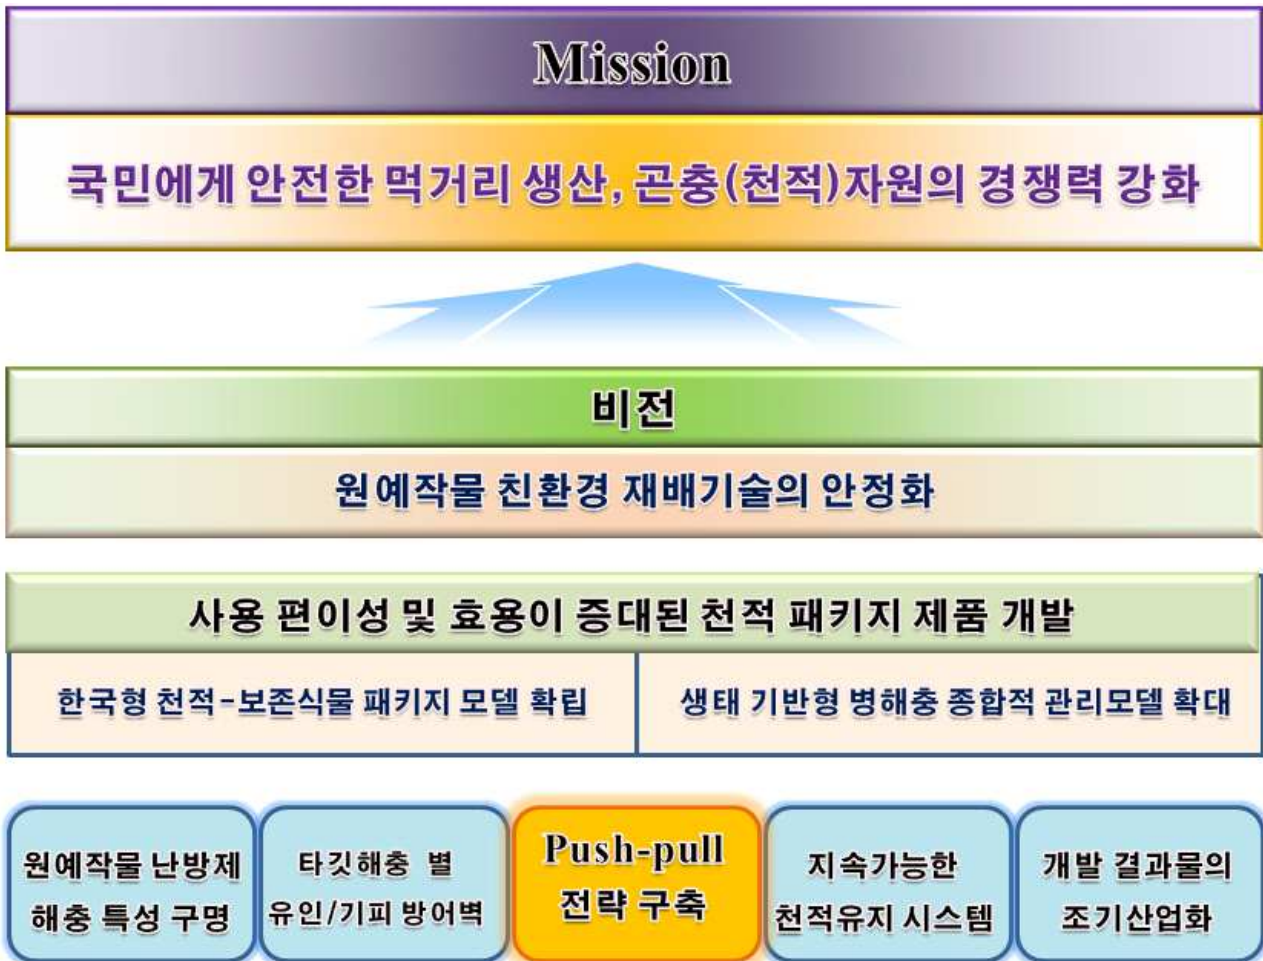 Mission
국민에게 안전한 먹거리 생산, 곤충(천적)자원의 경쟁력 강화
비전
원예작물 친환경 재배기술의 안정화
사용 편이성 및 효용이 증대된 천적 패키지 제품 개발
한국형 천적-보존식물 패키지 모델 확립
생태 기반형 병해충 종합적 관리모델 확대
원예작물 난방제
해충 특성 구명
타깃해충 별
유인/기피 방어벽
Push-pull
전략 구축
지속가능한
천적유지 시스템
개발 결과물의
조기산업화